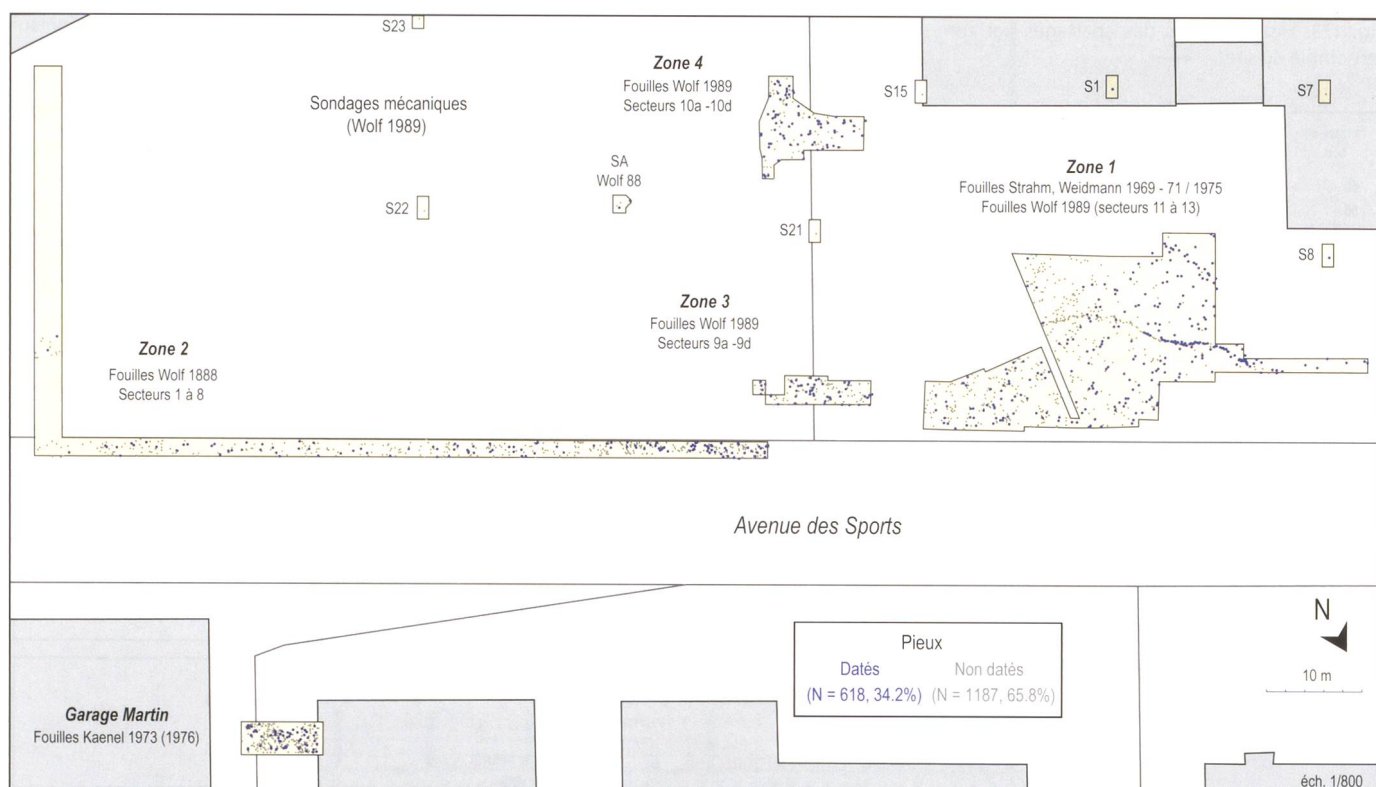 S23
Zone 4
Fouilles Wolf 1989
Secteurs 10a -10d
Sondages mécaniques
(Wolf 1989)
S15
S1
S7
SA
Wolf 88
S22
S21
Zone 1
Fouilles Strahm, Weidmann 1969 - 71 / 1975
Fouilles Wolf 1989 (secteurs 11 à 13)
S8
Zone 3
Fouilles Wolf 1989
Secteurs 9a -9d
Zone 2
Fouilles Wolf 1888
Secteurs 1 à 8
Avenue des Sports
N
10 m
Pieux
Datés Non datés
(N = 618, 34.2%) (N = 1187, 65.8%)
Garage Martin
Fouilles Kaenel 1973 (1976)
éch. 1/800